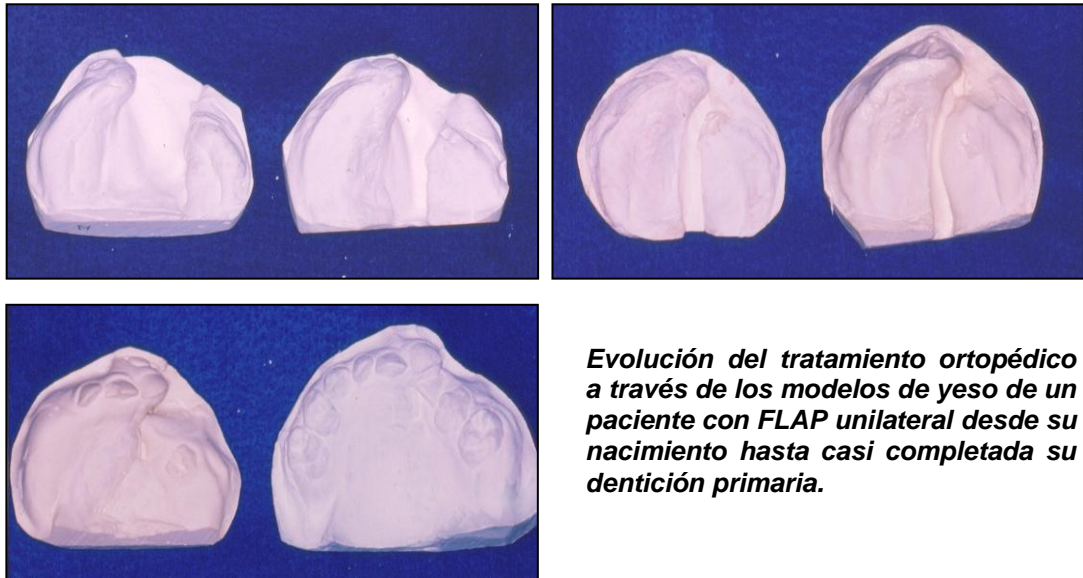 Evolución del tratamiento ortopédico
a través de los modelos de yeso de un
paciente con FLAP unilateral desde su
nacimiento hasta casi completada su
dentición primaria.